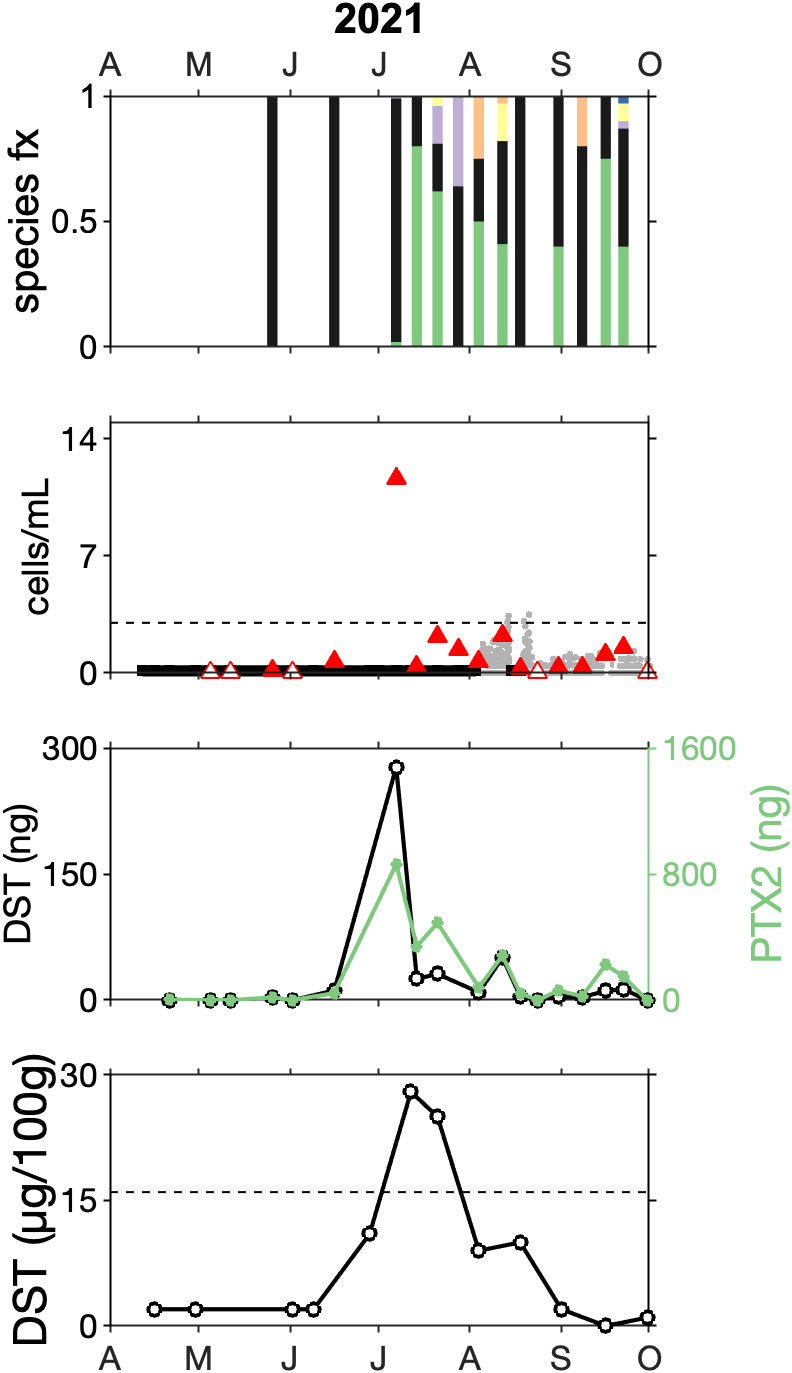 2021
A M J J A S O
1
species fx
0.5
0
14
cells/mL
7
0
300 1600
DST (ng) PTX2 (ng)
150 800
0 0
30
DST (µg/100g)
15
0
A M J J A S O